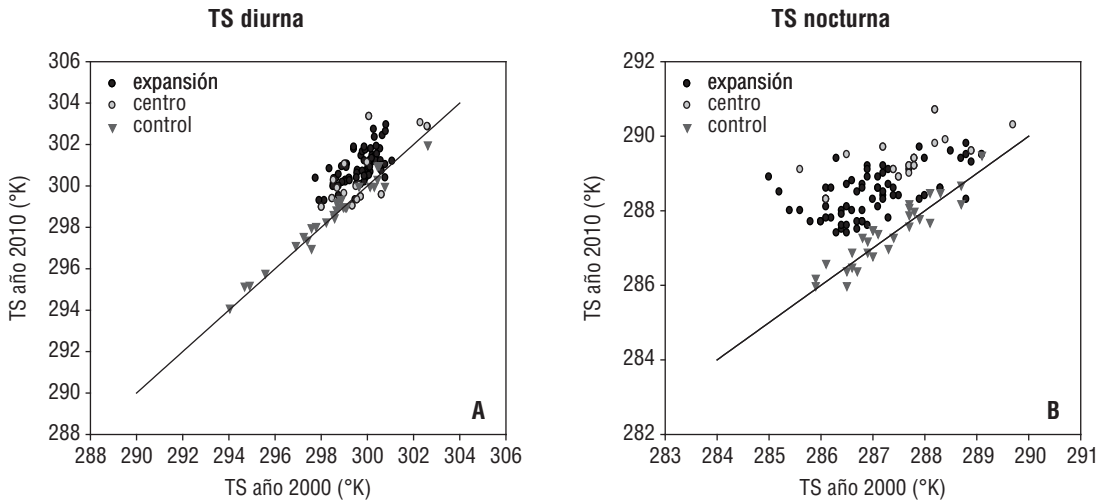 TS diurna
TS nocturna
306
304
302
300
298
296
294
292
290
288
TS año 2010 (°K)
expansión
centro
control
A
288 290 292 294 296 298 300 302 304 306
TS año 2000 (°K)
292
290
288
286
284
282
TS año 2010 (°K)
expansión
centro
control
B
283 284 285 286 287 288 289 290 291
TS año 2000 (°K)